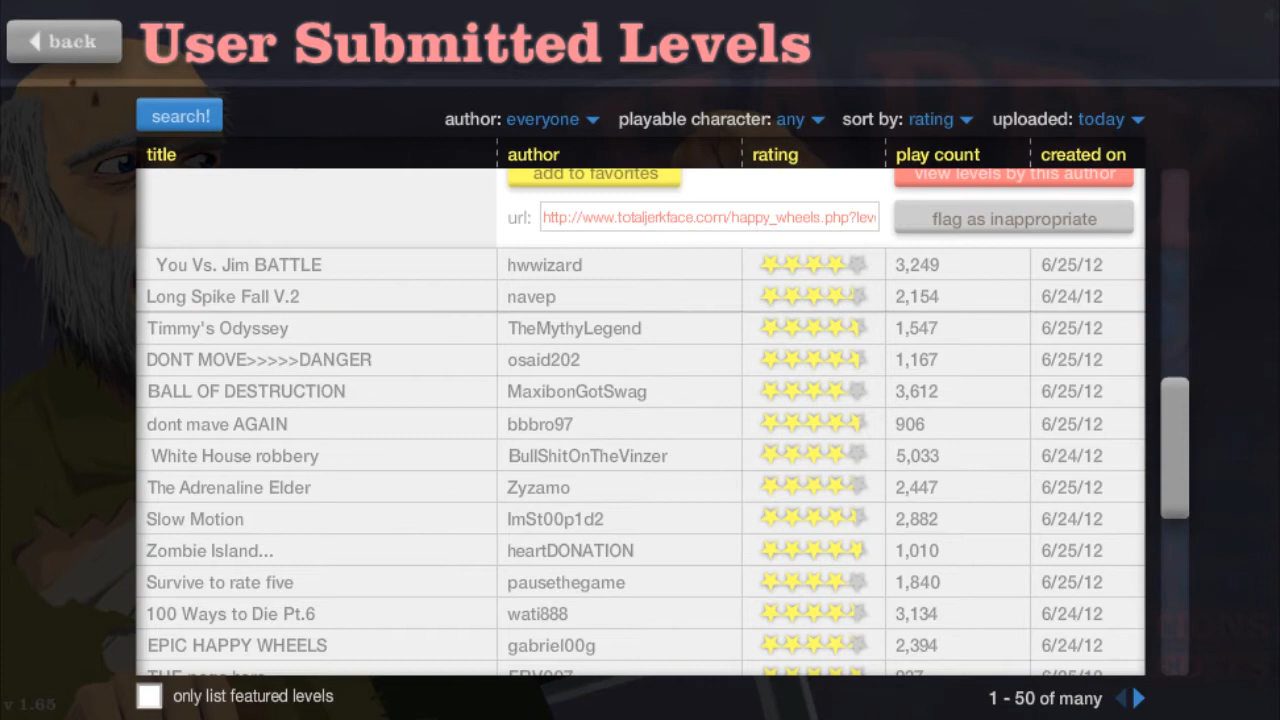 back
User Submitted Levels
search!
author: everyone playable character: any sort by: rating uploaded: today
title author rating play count created on
add to favorites view levels by this author
url: http://www.totaljerkface.com/happy_wheels.php?leve flag as inappropriate
You Vs. Jim BATTLE hwwizard 3,249 6/25/12
Long Spike Fall V.2 navep 2,154 6/24/12
Timmy's Odyssey TheMythyLegend 1,547 6/25/12
DONT MOVE>>>>>DANGER osaid202 1,167 6/25/12
BALL OF DESTRUCTION MaxibonGotSwag 3,612 6/25/12
dont mave AGAIN bbbro97 906 6/25/12
White House robbery BullShitOnTheVinzer 5,033 6/24/12
The Adrenaline Elder Zyzamo 2,447 6/25/12
Slow Motion ImSt00p1d2 2,882 6/24/12
Zombie Island... heartDONATION 1,010 6/25/12
Survive to rate five pausethegame 1,840 6/25/12
100 Ways to Die Pt.6 wati888 3,134 6/24/12
EPIC HAPPY WHEELS gabriel00g 2,394 6/24/12
only list featured levels 1 - 50 of many
v 1.65